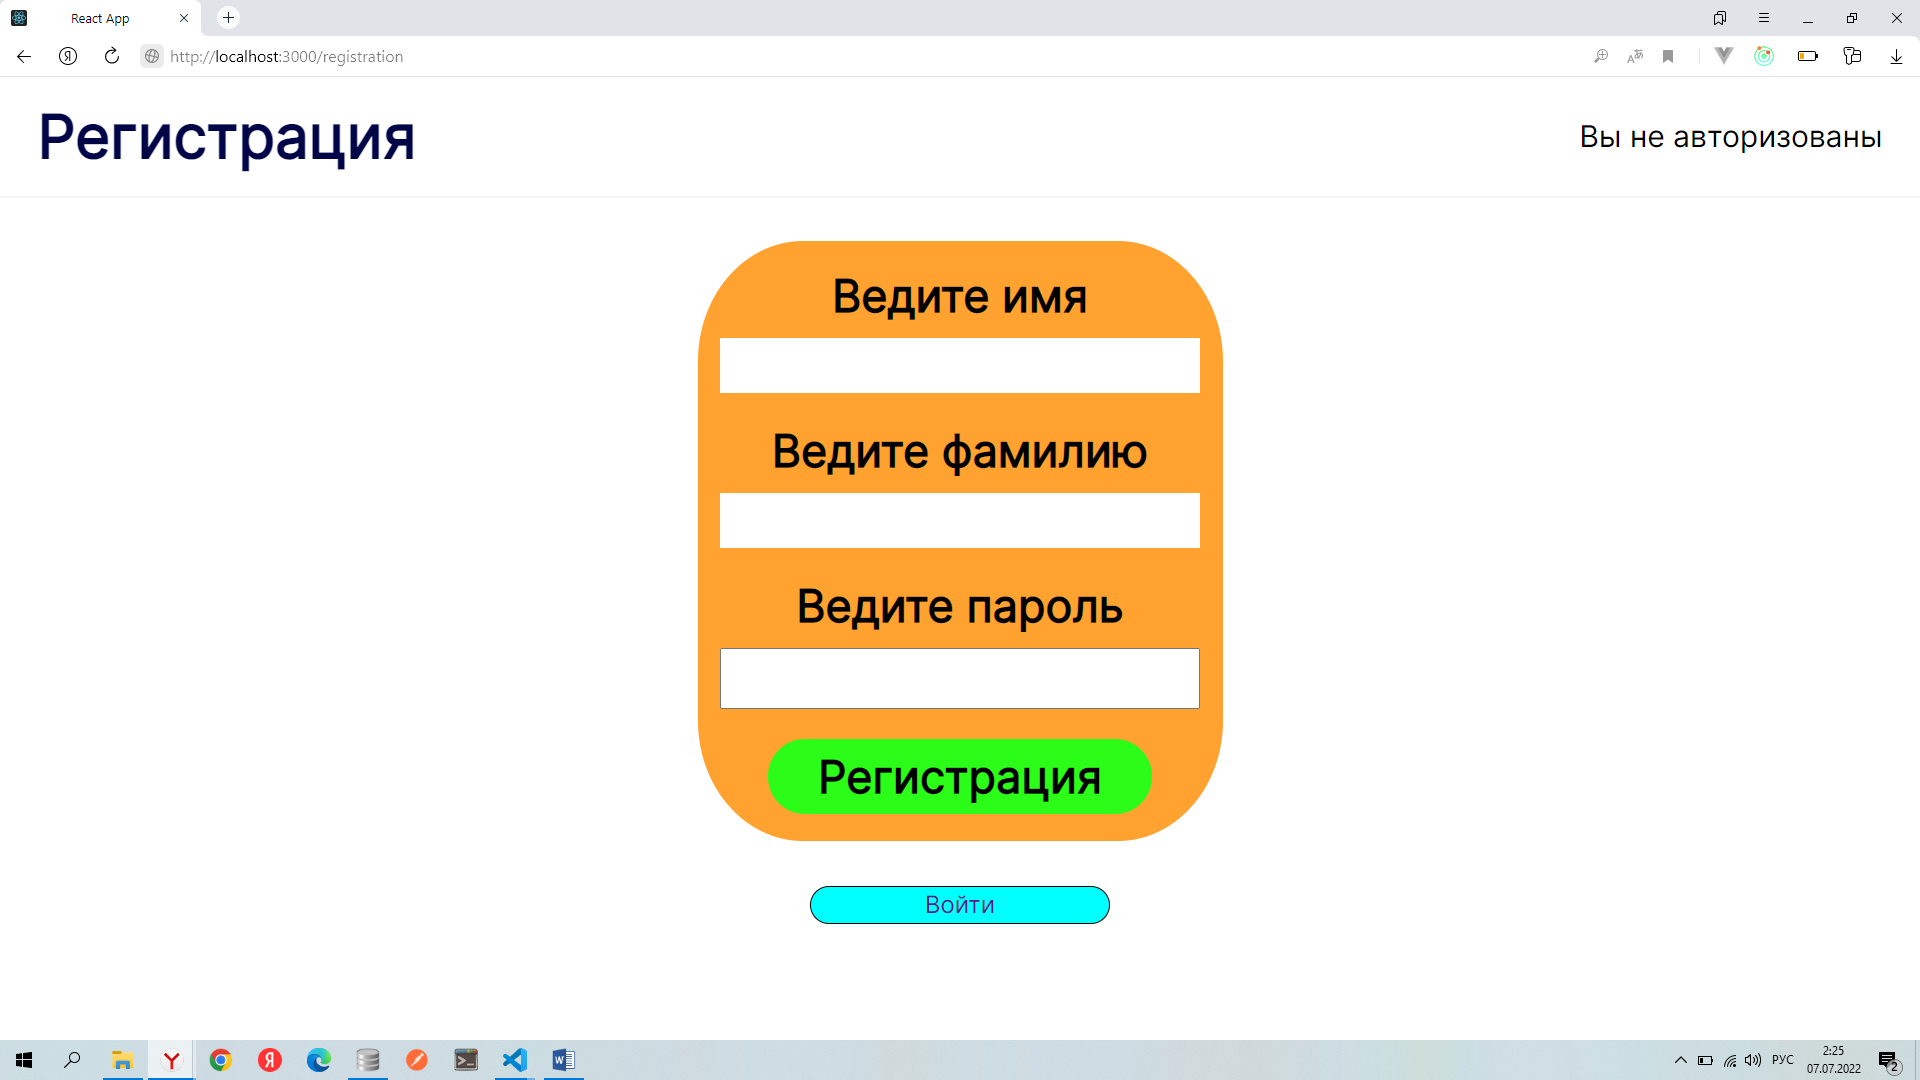 React App
http://localhost:3000/registration
Регистрация
Вы не авторизованы
Ведите имя
Ведите фамилию
Ведите пароль
Регистрация
Войти
РУС
2:25
07.07.2022
2